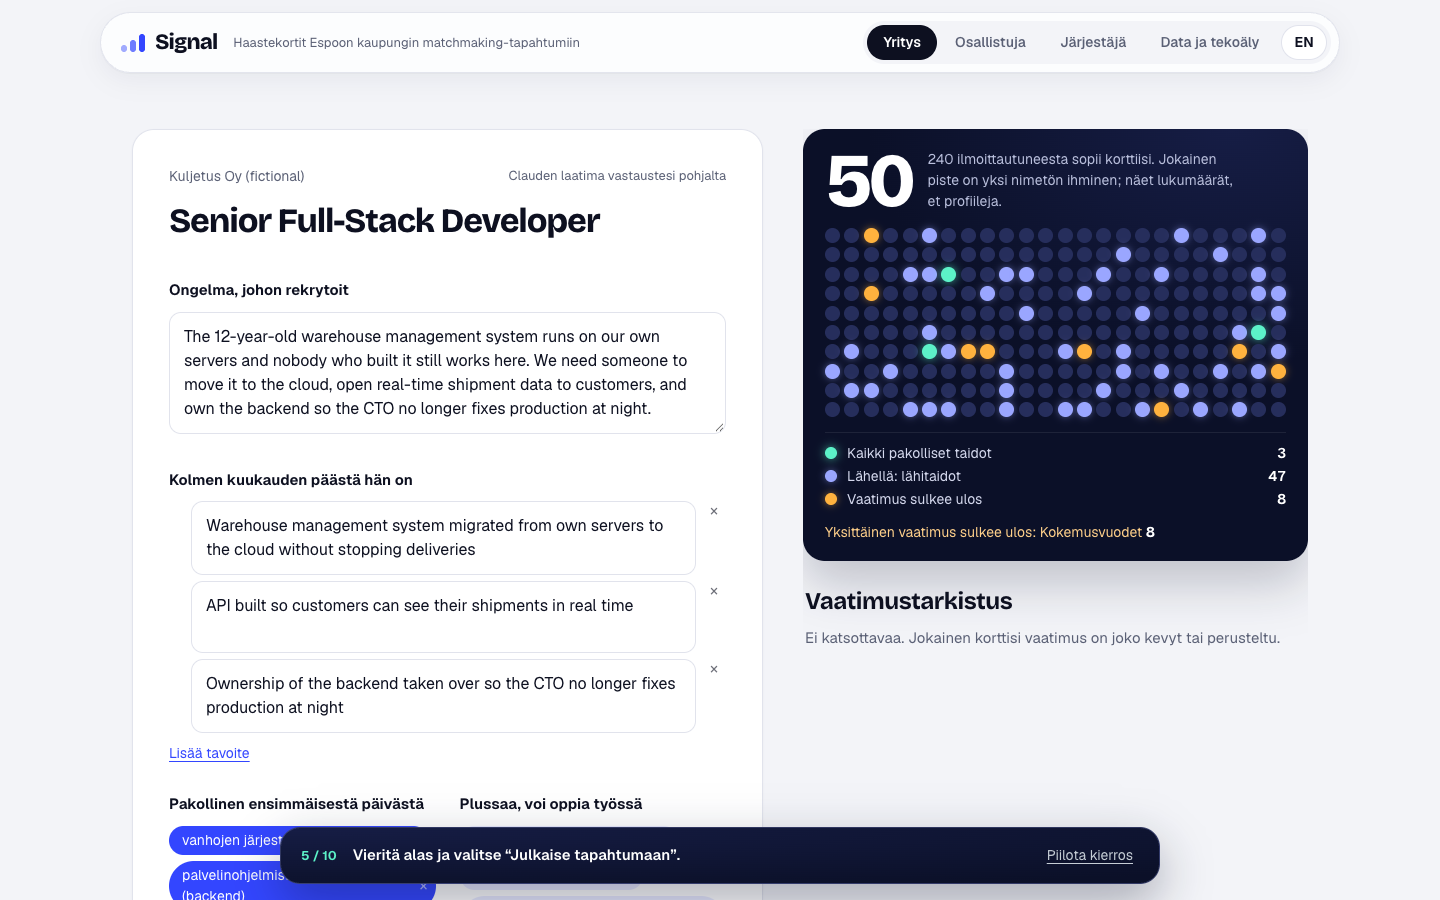 Signal
Haastekortit Espoon kaupungin matchmaking-tapahtumiin
Yritys
Osallistuja
Järjestäjä
Data ja tekoäly
EN
Kuljetus Oy (fictional)
Clauden laatima vastaustesi pohjalta
Senior Full-Stack Developer
Ongelma, johon rekrytoit
The 12-year-old warehouse management system runs on our own
servers and nobody who built it still works here. We need someone to
move it to the cloud, open real-time shipment data to customers, and
own the backend so the CTO no longer fixes production at night.
Kolmen kuukauden päästä hän on
Warehouse management system migrated from own servers to
the cloud without stopping deliveries
×
API built so customers can see their shipments in real time
×
Ownership of the backend taken over so the CTO no longer fixes
production at night
×
Lisää tavoite
Pakollinen ensimmäisestä päivästä
Plussaa, voi oppia työssä
(backend)
×
50
240 ilmoittautuneesta sopii korttiisi. Jokainen
piste on yksi nimetön ihminen; näet lukumäärät,
et profiileja.
Kaikki pakolliset taidot 3
Lähellä: lähitaidot 47
Vaatimus sulkee ulos 8
Yksittäinen vaatimus sulkee ulos: Kokemusvuodet 8
Vaatimustarkistus
Ei katsottavaa. Jokainen korttisi vaatimus on joko kevyt tai perusteltu.
5 / 10
Vieritä alas ja valitse “Julkaise tapahtumaan”.
Piilota kierros
vanhojen